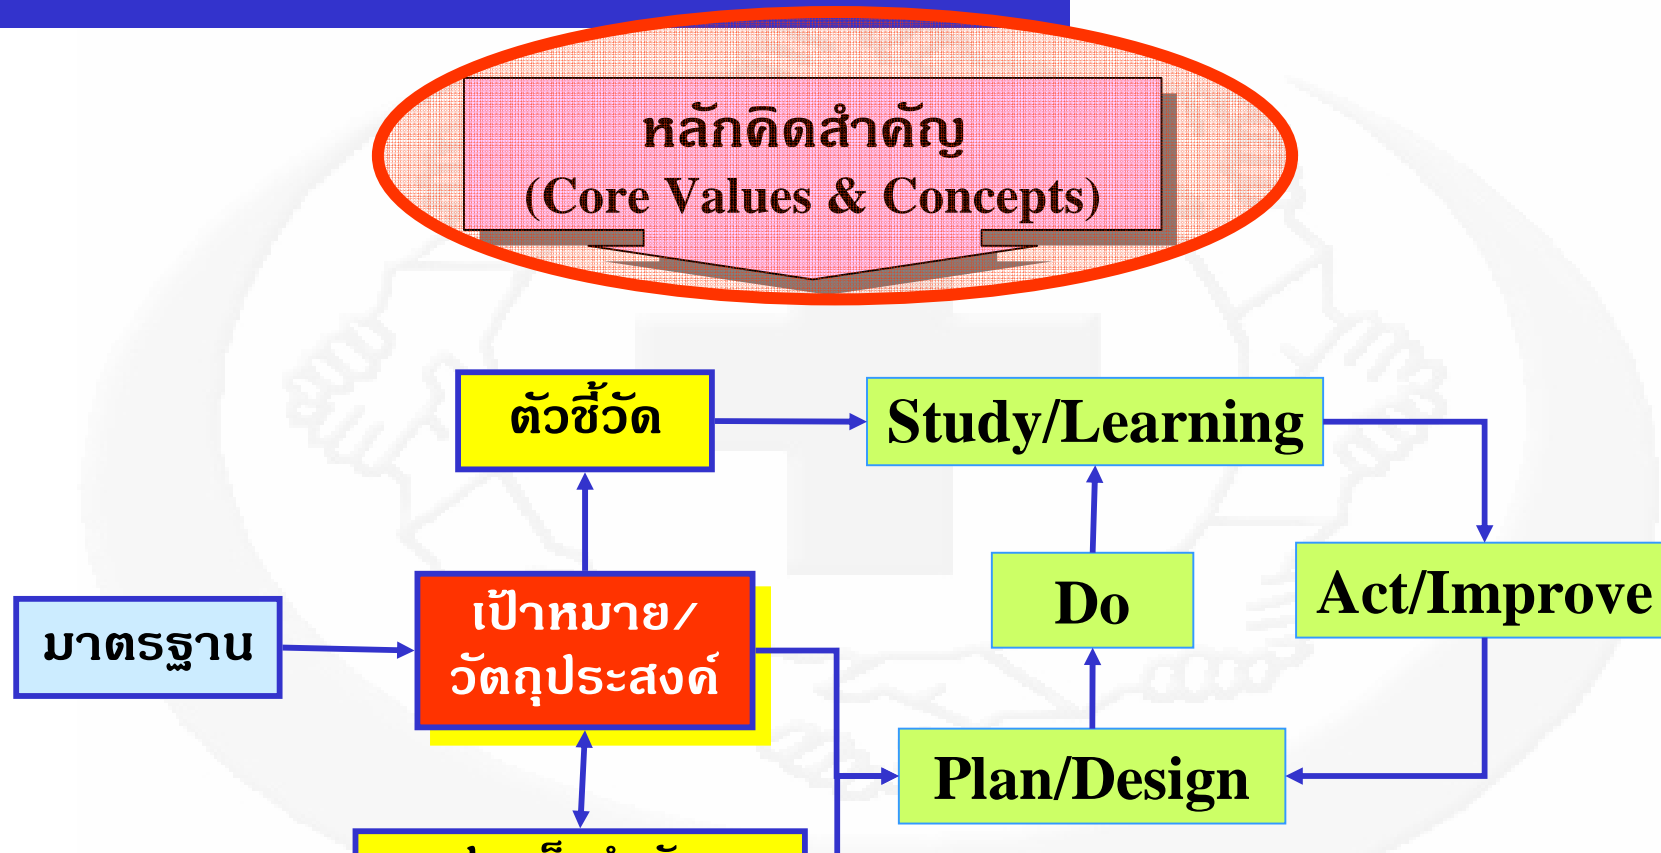 หลักคิดสำคัญ
(Core Values & Concepts)
ตัวชี้วัด
Study/Learning
มาตรฐาน
เป้าหมาย/
วัตถุประสงค์
Do
Act/Improve
Plan/Design